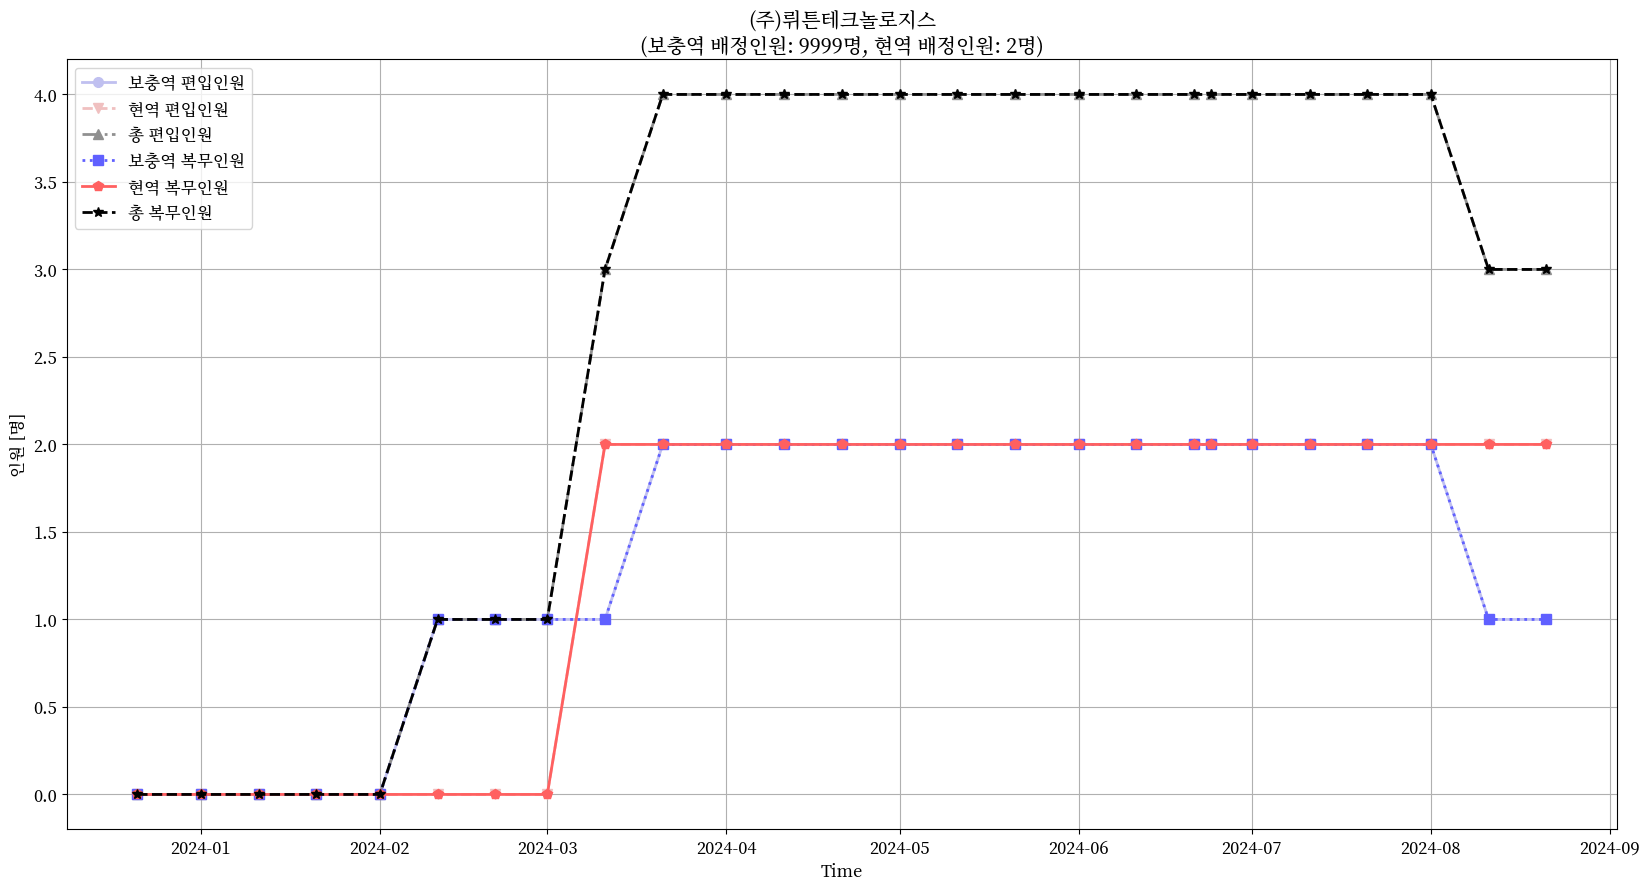 (주)뤼튼테크놀로지스
(보충역 배정인원: 9999명, 현역 배정인원: 2명)
보충역 편입인원
현역 편입인원
총 편입인원
보충역 복무인원
현역 복무인원
총 복무인원
4.0
3.5
3.0
2.5
2.0
1.5
1.0
0.5
0.0
인원 [명]
2024-01 2024-02 2024-03 2024-04 2024-05 2024-06 2024-07 2024-08 2024-09
Time